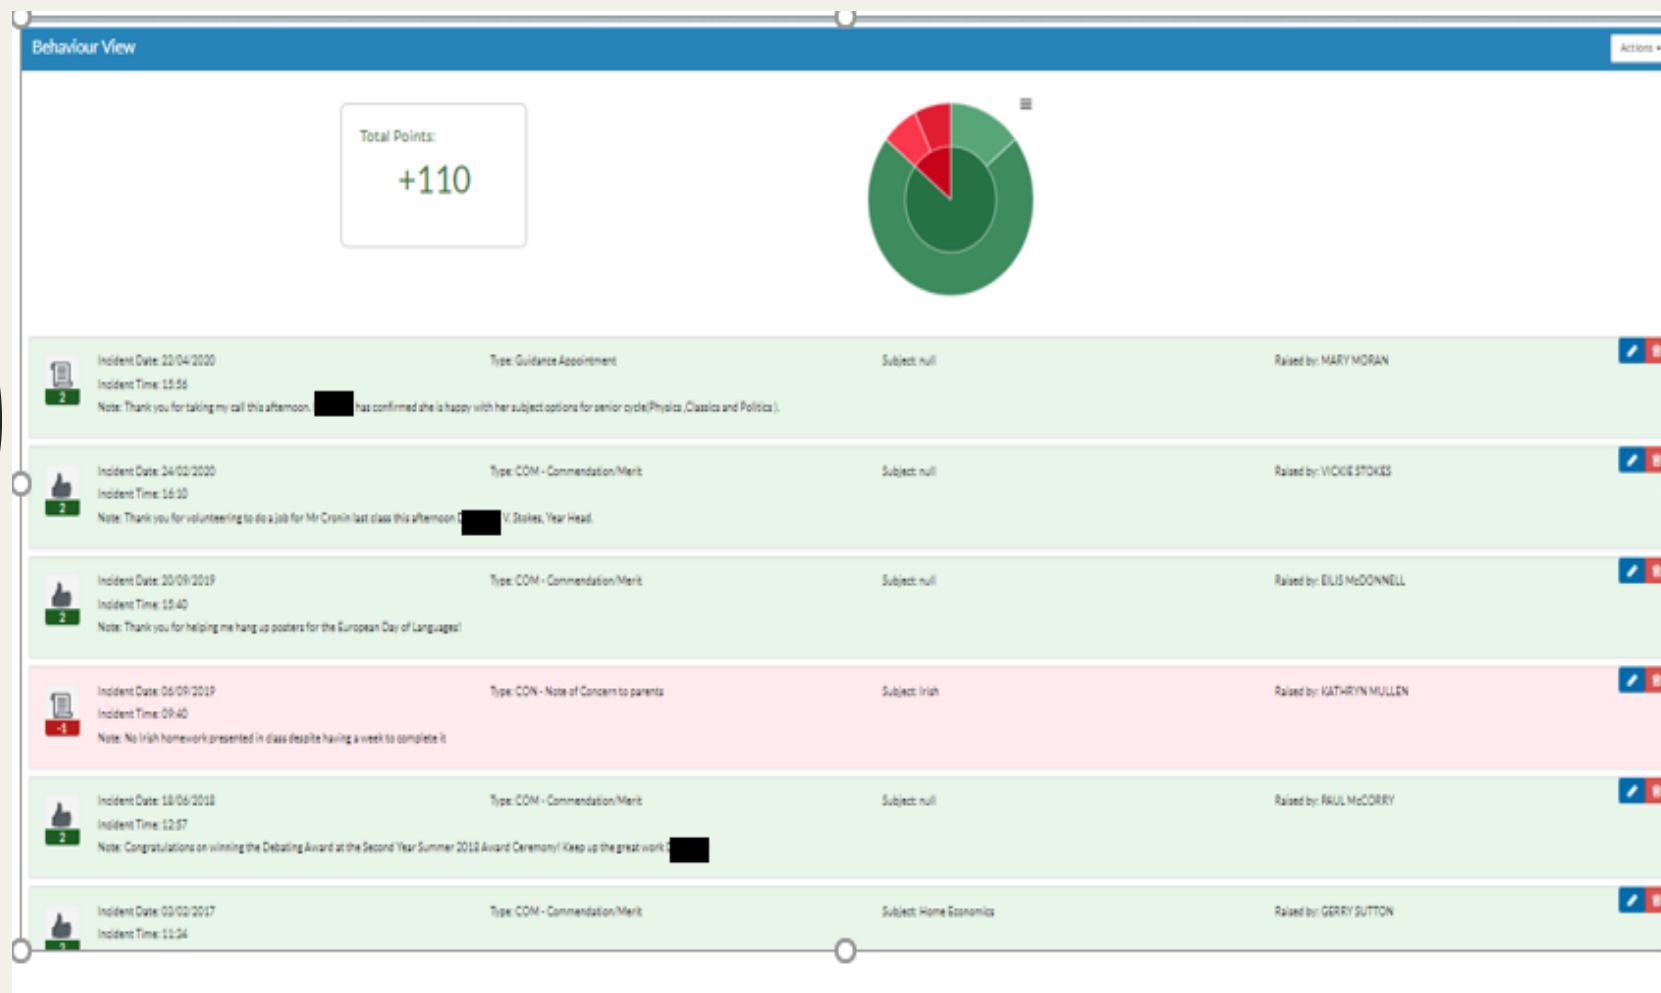 Behaviour View
Actions
Total Points:
+110
Incident Date: 22/04/2020 Type: Guidance Appointment Subject: null Raised by: MARY MORAN
Incident Time: 15:56
2
Note: Thank you for taking my call this afternoon. has confirmed she is happy with her subject options for senior cycle(Physics ,Classics and Politics ).
Incident Date: 24/02/2020 Type: COM - Commendation/Merit Subject: null Raised by: VICKIE STOKES
Incident Time: 16:10
2
Note: Thank you for volunteering to do a job for Mr Cronin last class this afternoon V. Stokes, Year Head.
Incident Date: 20/09/2019 Type: COM - Commendation/Merit Subject: null Raised by: EILIS McDONNELL
Incident Time: 15:40
2
Note: Thank you for helping me hang up posters for the European Day of Languages!
Incident Date: 06/09/2019 Type: CON - Note of Concern to parents Subject: Irish Raised by: KATHRYN MULLEN
Incident Time: 09:40
-1
Note: No Irish homework presented in class despite having a week to complete it
Incident Date: 18/06/2018 Type: COM - Commendation/Merit Subject: null Raised by: PAUL McCORRY
Incident Time: 12:57
2
Note: Congratulations on winning the Debating Award at the Second Year Summer 2018 Award Ceremony! Keep up the great work
Incident Date: 03/02/2017 Type: COM - Commendation/Merit Subject: Home Economics Raised by: GERRY SUTTON
Incident Time: 11:34
2